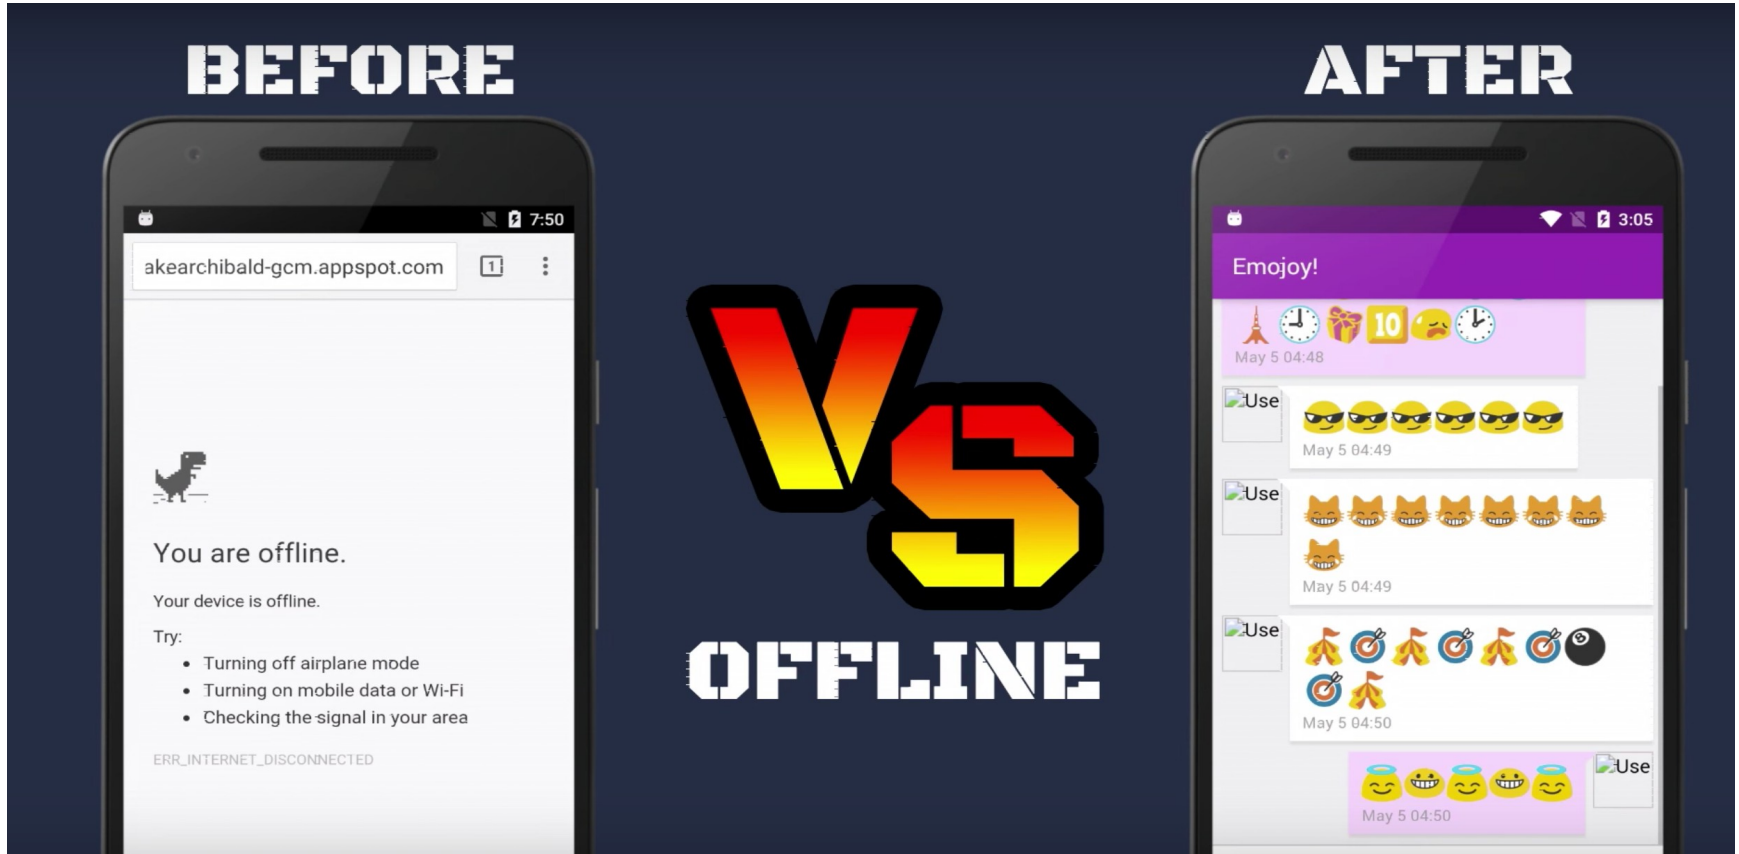 BEFORE
7:50
akearchibald-gcm.appspot.com
1
You are offline.
Your device is offline.
Try:
• Turning off airplane mode
• Turning on mobile data or Wi-Fi
• Checking the signal in your area
ERR_INTERNET_DISCONNECTED
VS
OFFLINE
AFTER
3:05
Emojoy!
10
May 5 04:48
Use
May 5 04:49
Use
May 5 04:49
Use
8
May 5 04:50
Use
May 5 04:50